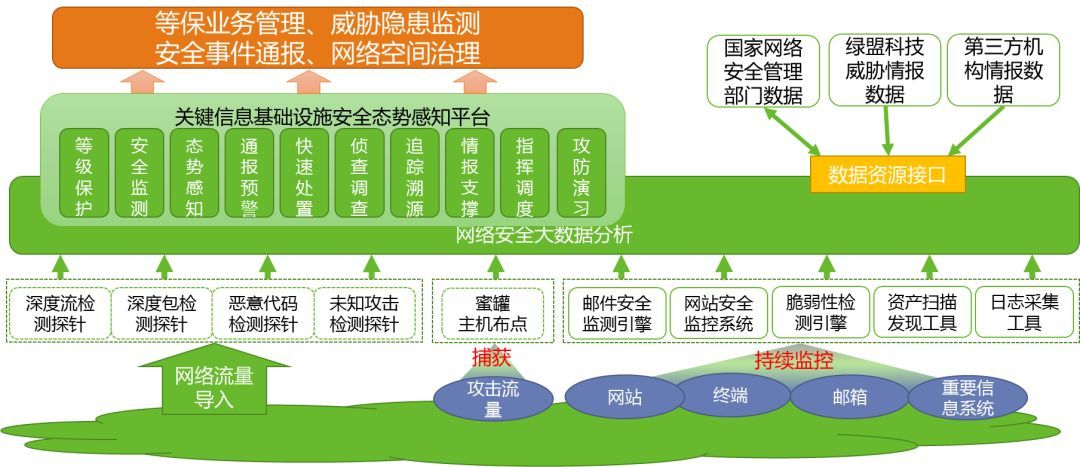 等保业务管理、威胁隐患监测
安全事件通报、网络空间治理
国家网络
安全管理
部门数据
绿盟科技
威胁情报
数据
第三方机
构情报数
据
关键信息基础设施安全态势感知平台
等级保护
安全监测
态势感知
通报预警
快速处置
侦查调查
追踪溯源
情报支撑
指挥调度
攻防演习
数据资源接口
网络安全大数据分析
深度流检
测探针
深度包检
测探针
恶意代码
检测探针
未知攻击
检测探针
蜜罐
主机布点
邮件安全
监测引擎
网站安全
监控系统
脆弱性检
测引擎
资产扫描
发现工具
日志采集
工具
网络流量
导入
捕获
攻击流
量
持续监控
网站
终端
邮箱
重要信
息系统